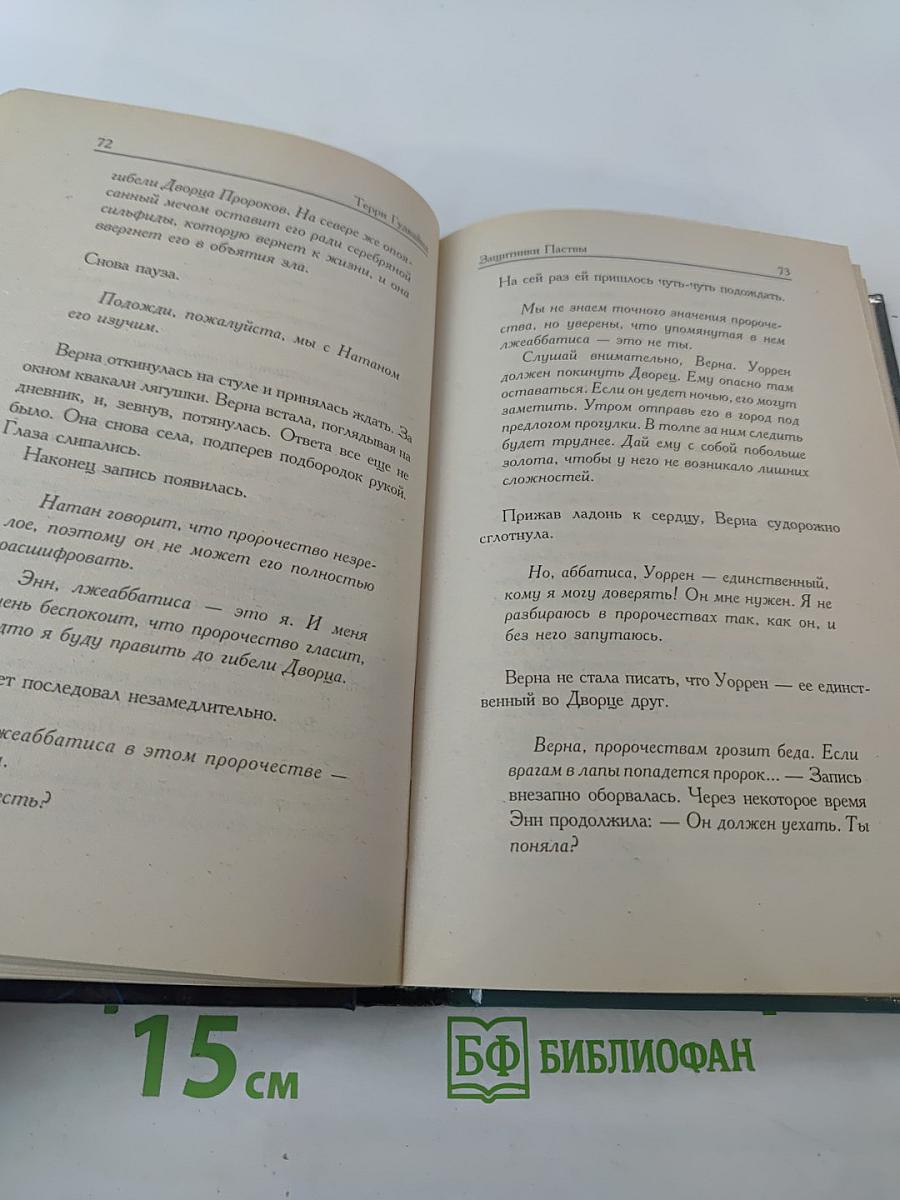 72
Терри Гудкайнд
гибели Дворца Пророков. На севере же опоя-
санный мечом оставит его ради серебряной
сильфиды, которую вернет к жизни, и она
ввергнет его в объятия зла.
Снова пауза.
Подожди, пожалуйста, мы с Натаном
его изучим.
Верна откинулась на стуле и принялась ждать. За
окном квакали лягушки. Верна встала, поглядывая на
дневник, и, зевнув, потянулась. Ответа все еще не
было. Она снова села, подперев подбородок рукой.
Глаза слипались.
Наконец запись появилась.
Натан говорит, что пророчество незре-
лое, поэтому он не может его полностью
расшифровать.
Энн, лжеаббатиса — это я. И меня
чень беспокоит, что пророчество гласит,
дто я буду править до гибели Дворца.
ет последовал незамедлительно.
жеаббатиса в этом пророчестве —
.
есть?
Защитники Паствы
73
На сей раз ей пришлось чуть-чуть подождать.
Мы не знаем точного значения пророче-
ства, но уверены, что упомянутая в нем
лжеаббатиса — это не ты.
Слушай внимательно, Верна. Уоррен
должен покинуть Дворец. Ему опасно там
оставаться. Если он уедет ночью, его могут
заметить. Утром отправь его в город под
предлогом прогулки. В толпе за ним следить
будет труднее. Дай ему с собой побольше
золота, чтобы у него не возникало лишних
сложностей.
Прижав ладонь к сердцу, Верна судорожно
сглотнула.
Но, аббатиса, Уоррен — единственный,
кому я могу доверять! Он мне нужен. Я не
разбираюсь в пророчествах так, как он, и
без него запутаюсь.
Верна не стала писать, что Уоррен — ее единст-
венный во Дворце друг.
Верна, пророчествам грозит беда. Если
врагам в лапы попадется пророк... — Запись
внезапно оборвалась. Через некоторое время
Энн продолжила: — Он должен уехать. Ты
поняла?
15 см
БФ БИБЛИОФАН